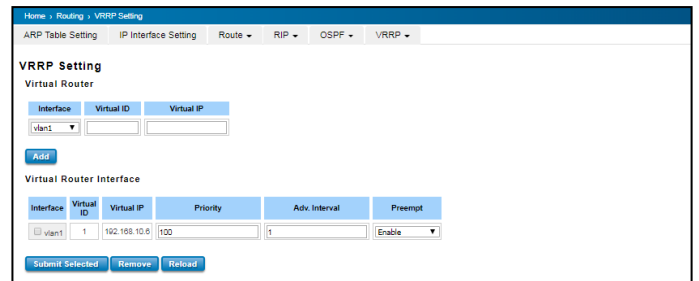 Home › Routing › VRRP Setting
ARP Table Setting IP Interface Setting Route RIP OSPF VRRP
VRRP Setting
Virtual Router
Interface Virtual ID Virtual IP
vlan1
Add
Virtual Router Interface
Interface Virtual ID Virtual IP Priority Adv. Interval Preempt
vlan1 1 192.168.10.6 100 1 Enable
Submit Selected Remove Reload